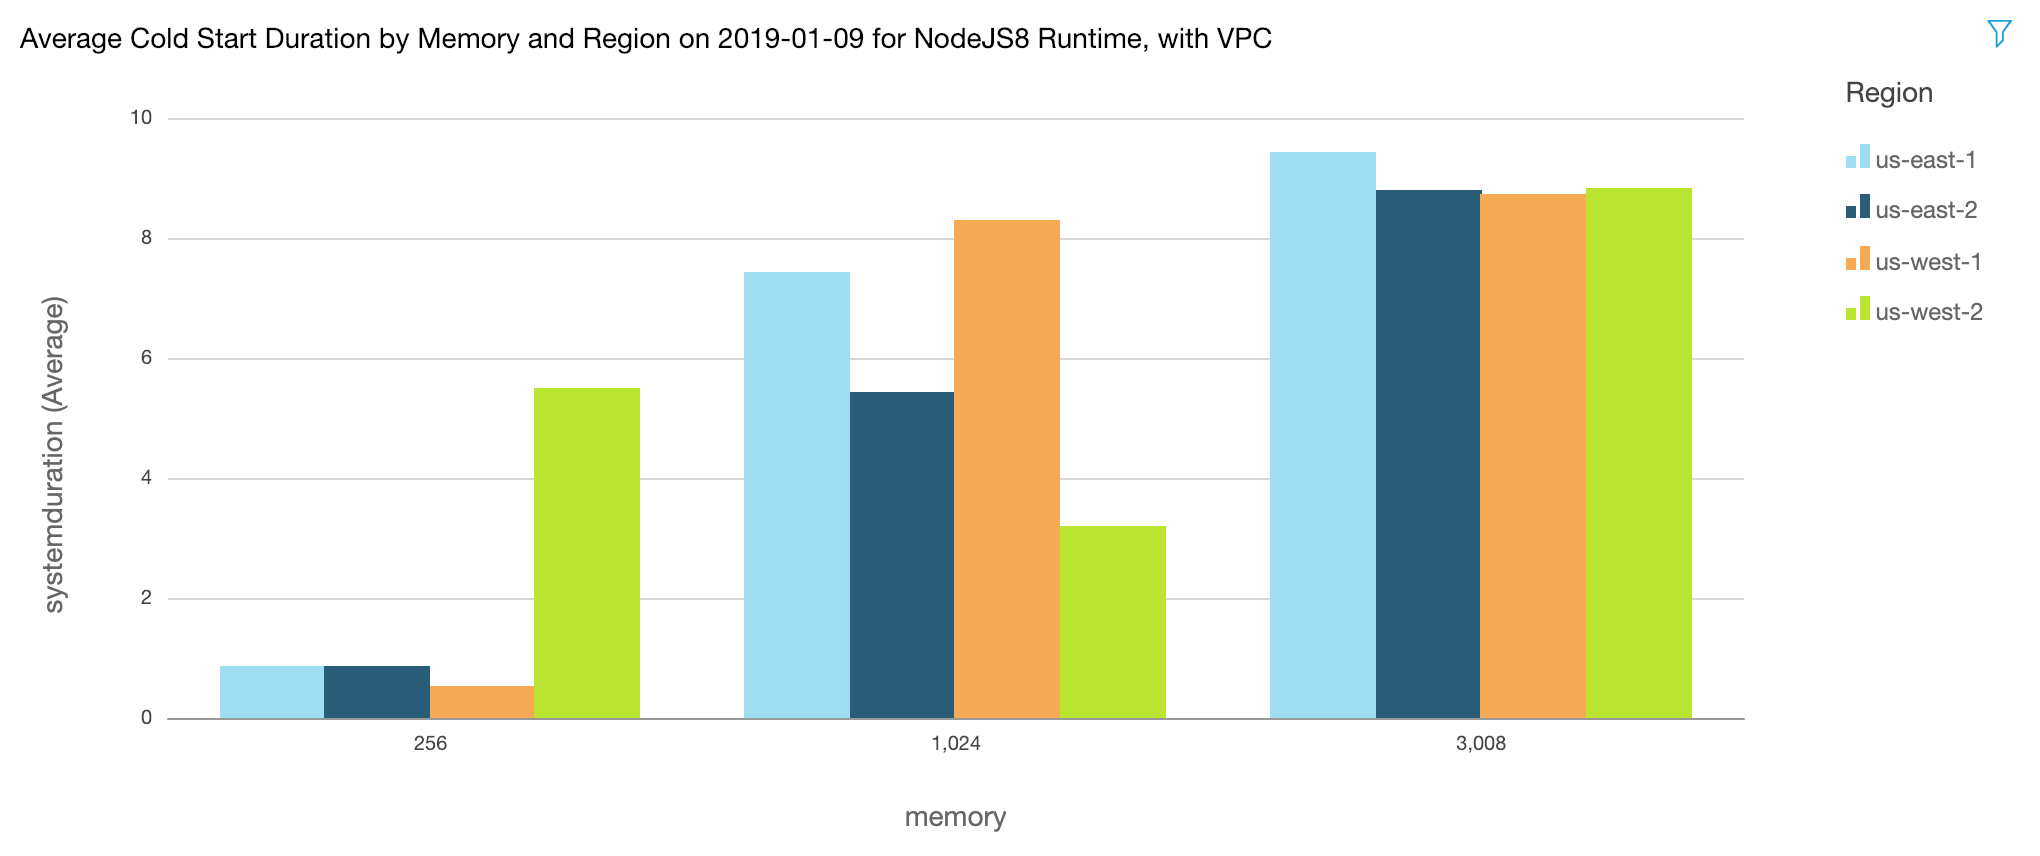 Average Cold Start Duration by Memory and Region on 2019-01-09 for NodeJS8 Runtime, with VPC
Region
us-east-1
us-east-2
us-west-1
us-west-2
systemduration (Average)
10
8
6
4
2
0
256
1,024
3,008
memory